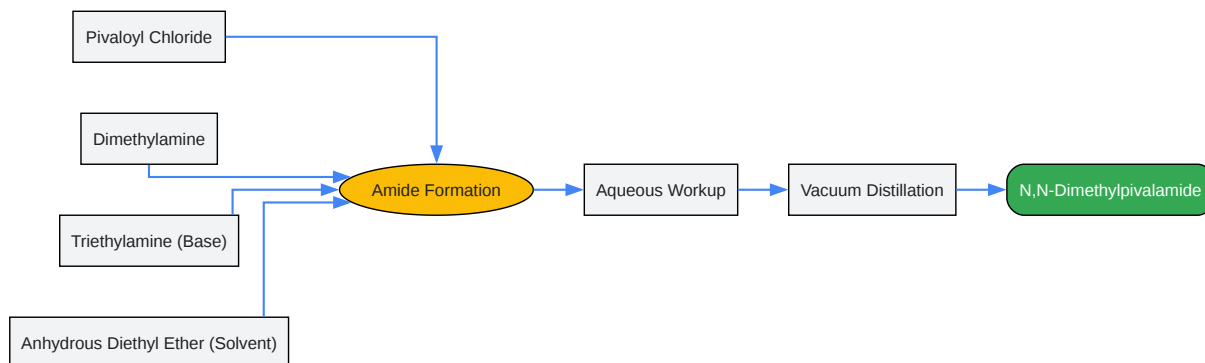 Pivaloyl Chloride
Dimethylamine
Triethylamine (Base)
Anhydrous Diethyl Ether (Solvent)
Amide Formation
Aqueous Workup
Vacuum Distillation
N,N-Dimethylpivalamide